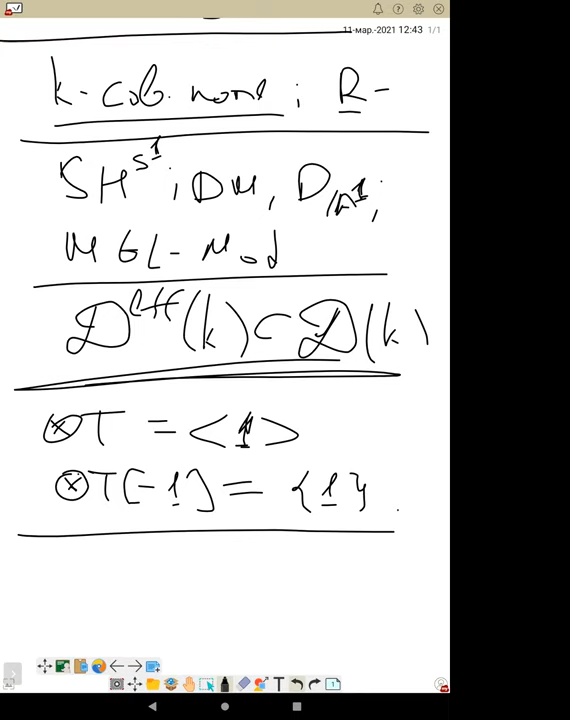 11-мар.-2021 12:43 1/1
k - сов. поле ; R -
SH^{S^1} ; DM, D_{/A^1} ;
MGL - Mod
D^{eff}(k) ⊂ D(k)
⊗T = <1>
⊗T[-1] = {1} .
T
1